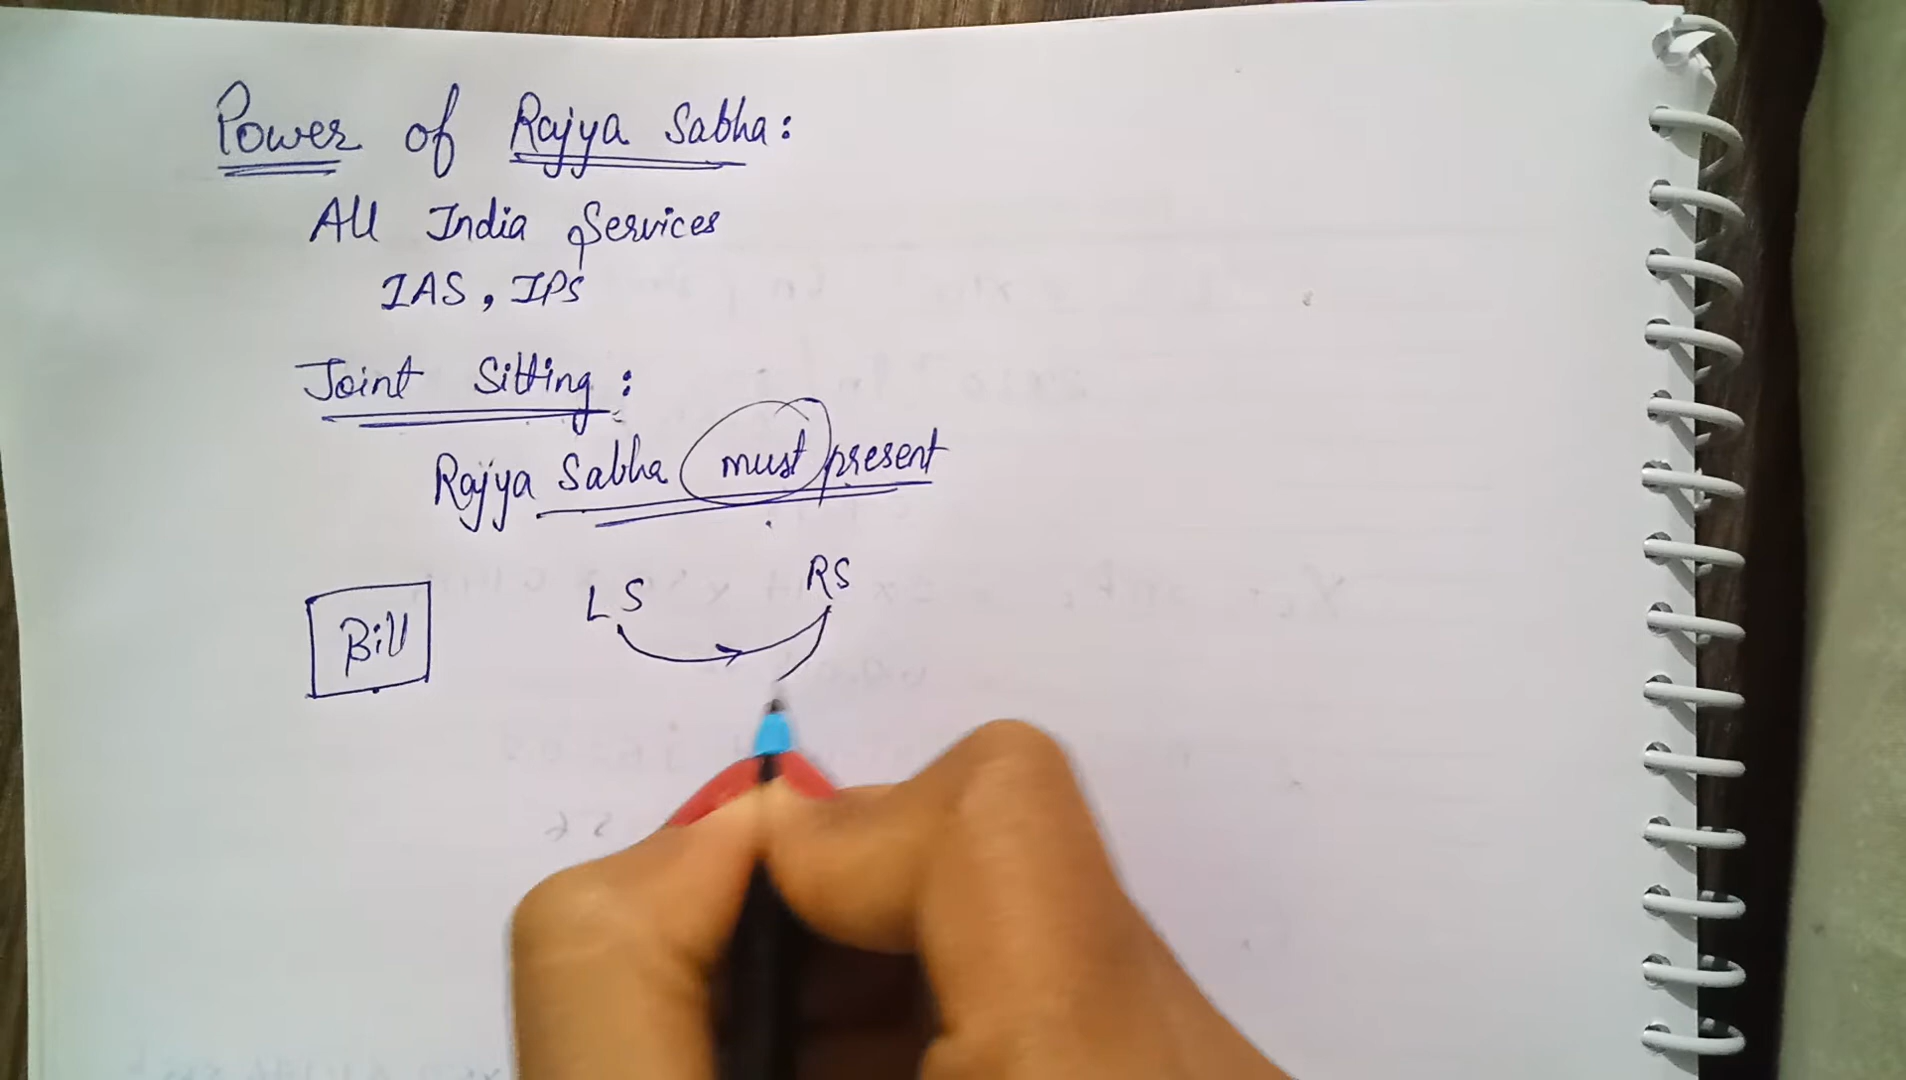 Power of Rajya Sabha:
All India Services
IAS, IPS
Joint Sitting:
Rajya Sabha must present
LS RS
Bill